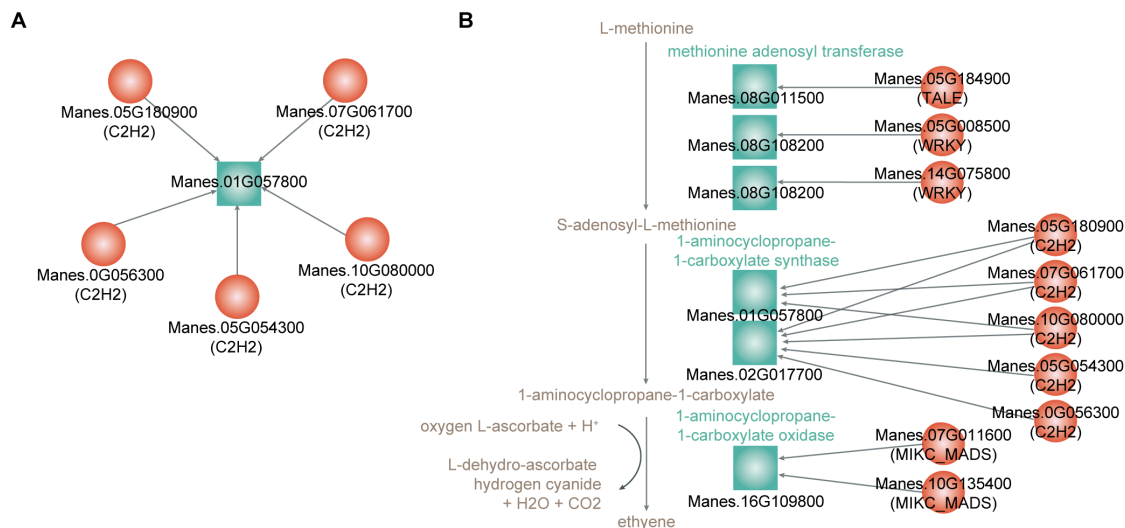 A
Manes.05G180900
(C2H2)
Manes.07G061700
(C2H2)
Manes.01G057800
Manes.0G056300
(C2H2)
Manes.10G080000
(C2H2)
Manes.05G054300
(C2H2)
B
L-methionine
methionine adenosyl transferase
Manes.08G011500
Manes.05G184900
(TALE)
Manes.08G108200
Manes.05G008500
(WRKY)
Manes.08G108200
Manes.14G075800
(WRKY)
S-adenosyl-L-methionine
1-aminocyclopropane-
1-carboxylate synthase
Manes.01G057800
Manes.02G017700
Manes.05G180900
(C2H2)
Manes.07G061700
(C2H2)
Manes.10G080000
(C2H2)
Manes.05G054300
(C2H2)
Manes.0G056300
(C2H2)
1-aminocyclopropane-1-carboxylate
oxygen L-ascorbate + H⁺
L-dehydro-ascorbate
hydrogen cyanide
+ H2O + CO2
1-aminocyclopropane-
1-carboxylate oxidase
Manes.16G109800
Manes.07G011600
(MIKC_MADS)
Manes.10G135400
(MIKC_MADS)
ethvene